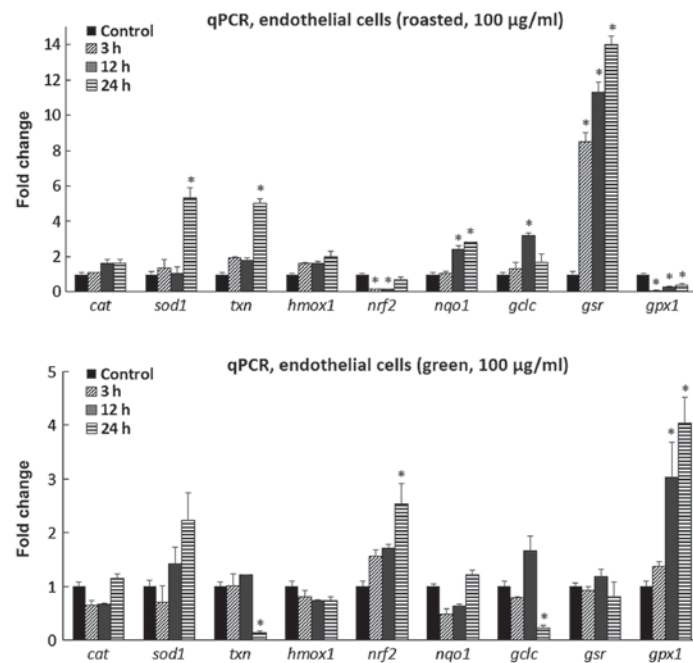 qPCR, endothelial cells (roasted, 100 µg/ml)
Control
3 h
12 h
24 h
Fold change
14
12
10
8
6
4
2
0
* * * * * * * * * * * * *
cat sod1 txn hmox1 nrf2 nqo1 gclc gsr gpx1
qPCR, endothelial cells (green, 100 µg/ml)
Control
3 h
12 h
24 h
Fold change
5
4
3
2
1
0
* * * * *
cat sod1 txn hmox1 nrf2 nqo1 gclc gsr gpx1